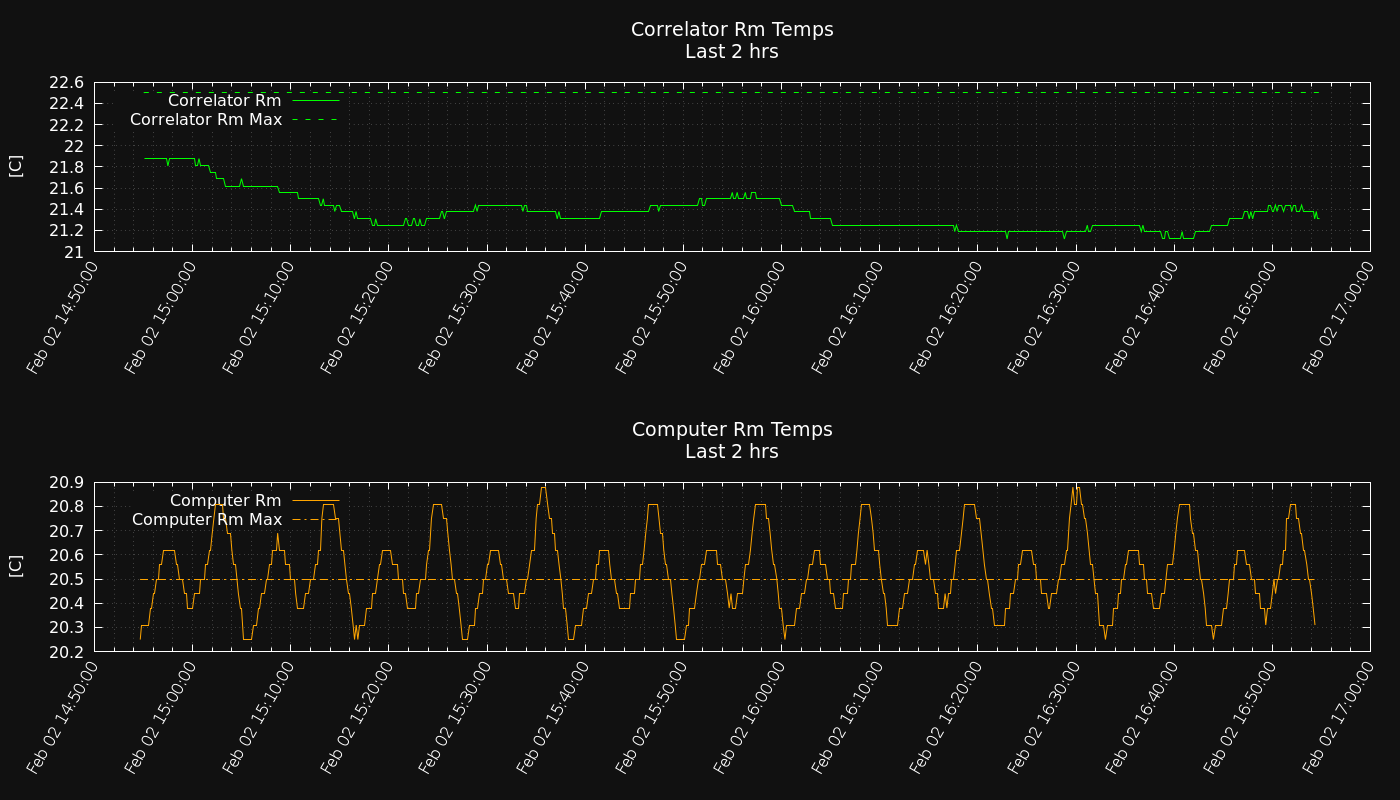 Correlator Rm Temps
Last 2 hrs
22.6
22.4
22.2
22
21.8
21.6
21.4
21.2
21
[C]
Correlator Rm
Correlator Rm Max
Feb 02 14:50:00
Feb 02 15:00:00
Feb 02 15:10:00
Feb 02 15:20:00
Feb 02 15:30:00
Feb 02 15:40:00
Feb 02 15:50:00
Feb 02 16:00:00
Feb 02 16:10:00
Feb 02 16:20:00
Feb 02 16:30:00
Feb 02 16:40:00
Feb 02 16:50:00
Feb 02 17:00:00
Computer Rm Temps
Last 2 hrs
20.9
20.8
20.7
20.6
20.5
20.4
20.3
20.2
[C]
Computer Rm
Computer Rm Max
Feb 02 14:50:00
Feb 02 15:00:00
Feb 02 15:10:00
Feb 02 15:20:00
Feb 02 15:30:00
Feb 02 15:40:00
Feb 02 15:50:00
Feb 02 16:00:00
Feb 02 16:10:00
Feb 02 16:20:00
Feb 02 16:30:00
Feb 02 16:40:00
Feb 02 16:50:00
Feb 02 17:00:00